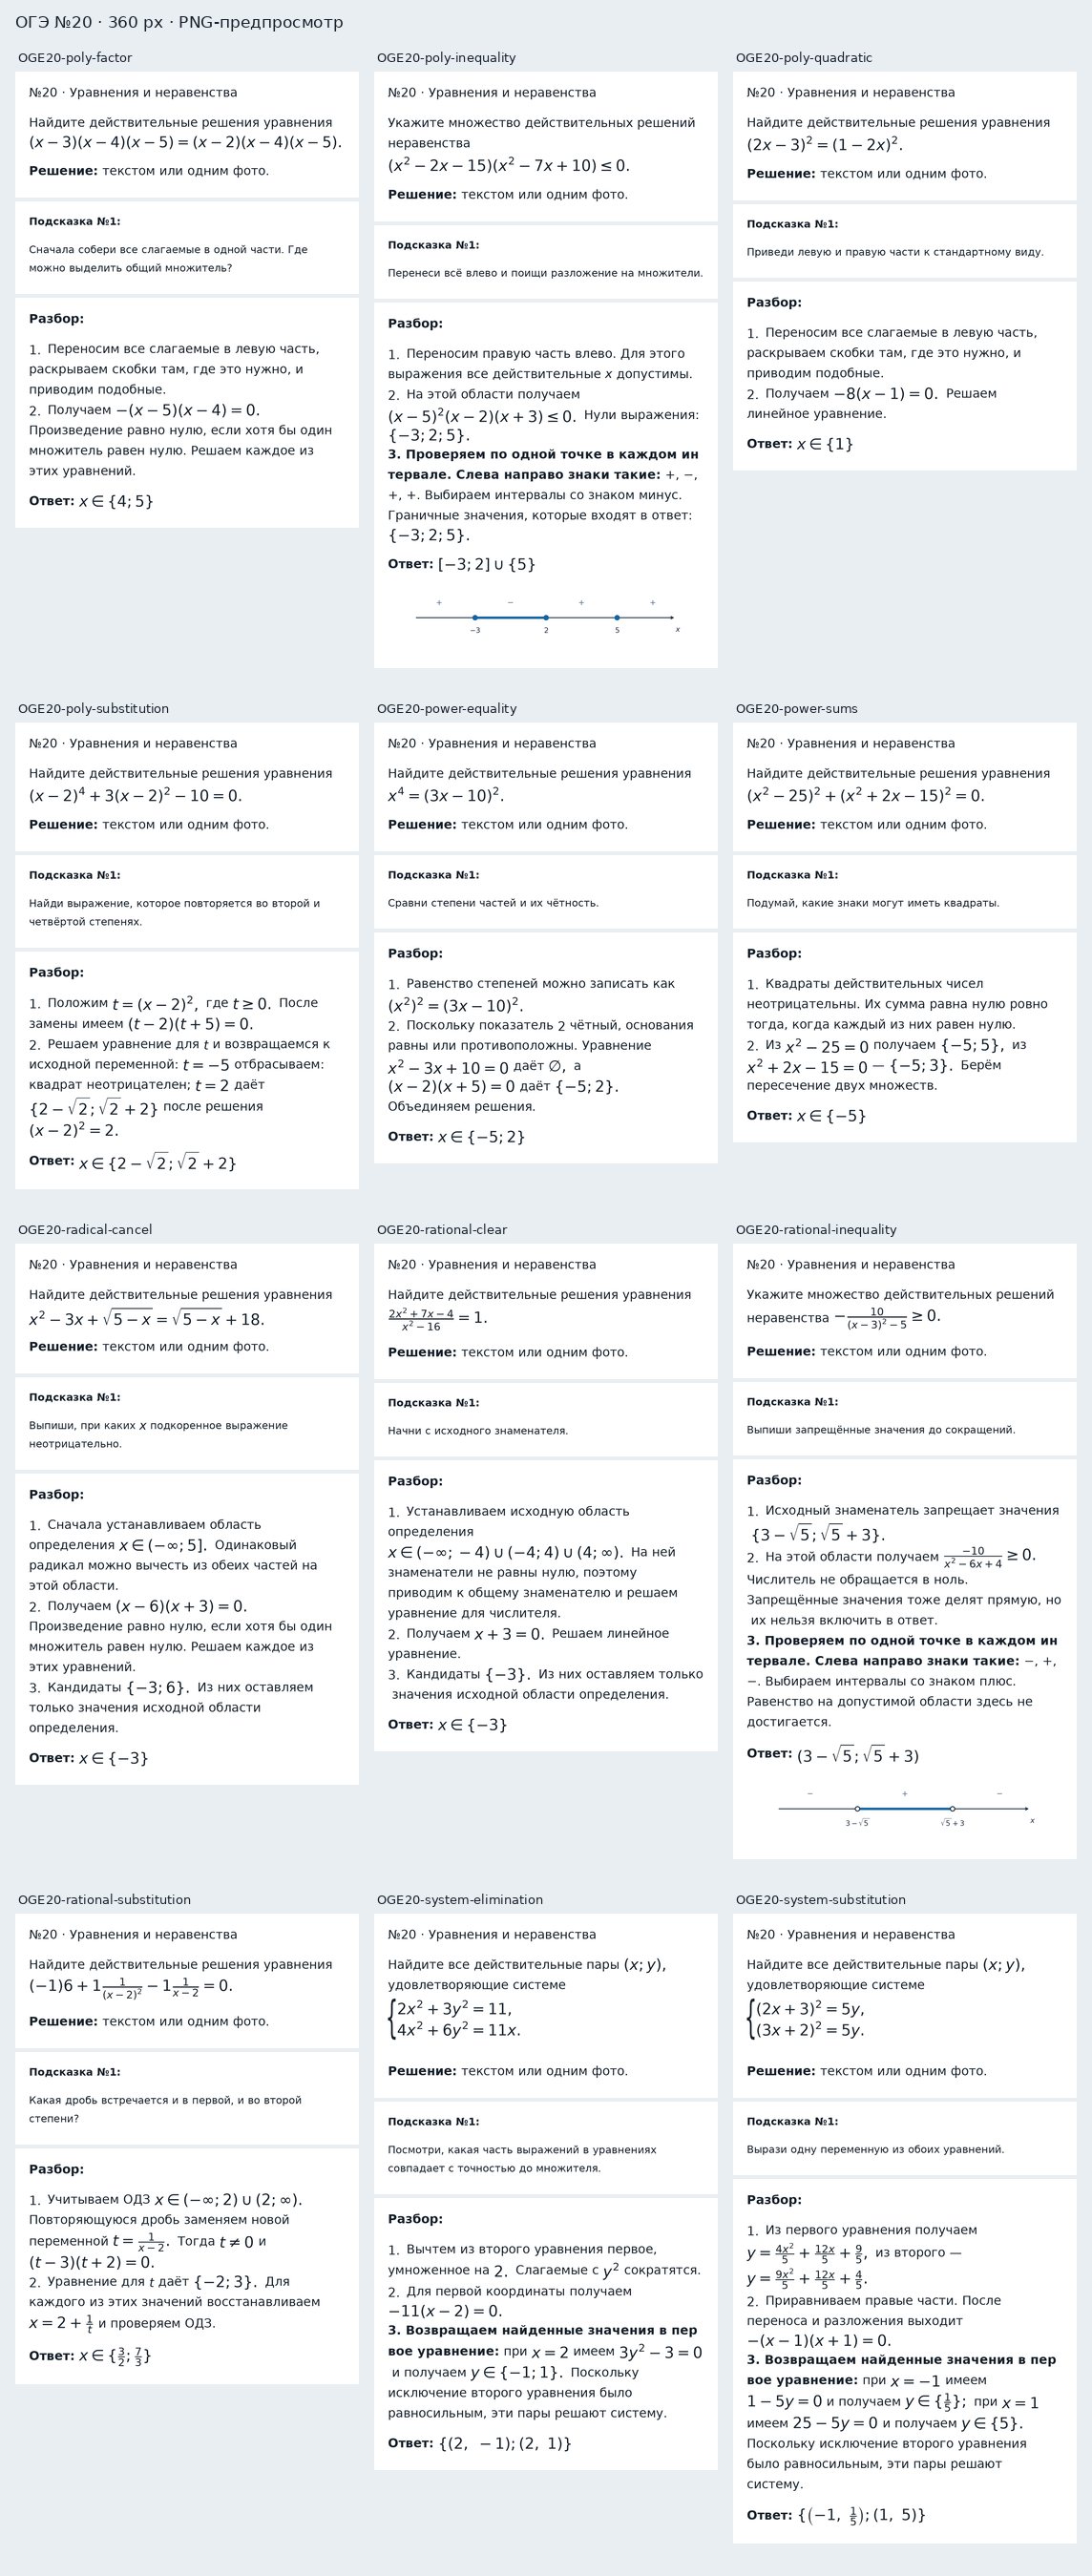 ОГЭ №20 · 360 px · PNG-предпросмотр
OGE20-poly-factor
№20 · Уравнения и неравенства
Найдите действительные решения уравнения
(x − 3)(x − 4)(x − 5) = (x − 2)(x − 4)(x − 5).
Решение: текстом или одним фото.
Подсказка №1:
Сначала собери все слагаемые в одной части. Где
можно выделить общий множитель?
Разбор:
1. Переносим все слагаемые в левую часть,
раскрываем скобки там, где это нужно, и
приводим подобные.
2. Получаем −(x − 5)(x − 4) = 0.
Произведение равно нулю, если хотя бы один
множитель равен нулю. Решаем каждое из
этих уравнений.
Ответ: x ∈ {4; 5}
OGE20-poly-inequality
№20 · Уравнения и неравенства
Укажите множество действительных решений
неравенства
(x² − 2x − 15)(x² − 7x + 10) ≤ 0.
Решение: текстом или одним фото.
Подсказка №1:
Перенеси всё влево и поищи разложение на множители.
Разбор:
1. Переносим правую часть влево. Для этого
выражения все действительные x допустимы.
2. На этой области получаем
(x − 5)²(x − 2)(x + 3) ≤ 0. Нули выражения:
{−3; 2; 5}.
3. Проверяем по одной точке в каждом ин
тервале. Слева направо знаки такие: +, −,
+, +. Выбираем интервалы со знаком минус.
Граничные значения, которые входят в ответ:
{−3; 2; 5}.
Ответ: [−3; 2] ∪ {5}
+ − + +
−3 2 5 x
OGE20-poly-quadratic
№20 · Уравнения и неравенства
Найдите действительные решения уравнения
(2x − 3)² = (1 − 2x)².
Решение: текстом или одним фото.
Подсказка №1:
Приведи левую и правую части к стандартному виду.
Разбор:
1. Переносим все слагаемые в левую часть,
раскрываем скобки там, где это нужно, и
приводим подобные.
2. Получаем −8(x − 1) = 0. Решаем
линейное уравнение.
Ответ: x ∈ {1}
OGE20-poly-substitution
№20 · Уравнения и неравенства
Найдите действительные решения уравнения
(x − 2)⁴ + 3(x − 2)² − 10 = 0.
Решение: текстом или одним фото.
Подсказка №1:
Найди выражение, которое повторяется во второй и
четвёртой степенях.
Разбор:
1. Положим t = (x − 2)², где t ≥ 0. После
замены имеем (t − 2)(t + 5) = 0.
2. Решаем уравнение для t и возвращаемся к
исходной переменной: t = −5 отбрасываем:
квадрат неотрицателен; t = 2 даёт
{2 − √2; √2 + 2} после решения
(x − 2)² = 2.
Ответ: x ∈ {2 − √2; √2 + 2}
OGE20-power-equality
№20 · Уравнения и неравенства
Найдите действительные решения уравнения
x⁴ = (3x − 10)².
Решение: текстом или одним фото.
Подсказка №1:
Сравни степени частей и их чётность.
Разбор:
1. Равенство степеней можно записать как
(x²)² = (3x − 10)².
2. Поскольку показатель 2 чётный, основания
равны или противоположны. Уравнение
x² − 3x + 10 = 0 даёт ∅, а
(x − 2)(x + 5) = 0 даёт {−5; 2}.
Объединяем решения.
Ответ: x ∈ {−5; 2}
OGE20-power-sums
№20 · Уравнения и неравенства
Найдите действительные решения уравнения
(x² − 25)² + (x² + 2x − 15)² = 0.
Решение: текстом или одним фото.
Подсказка №1:
Подумай, какие знаки могут иметь квадраты.
Разбор:
1. Квадраты действительных чисел
неотрицательны. Их сумма равна нулю ровно
тогда, когда каждый из них равен нулю.
2. Из x² − 25 = 0 получаем {−5; 5}, из
x² + 2x − 15 = 0 — {−5; 3}. Берём
пересечение двух множеств.
Ответ: x ∈ {−5}
OGE20-radical-cancel
№20 · Уравнения и неравенства
Найдите действительные решения уравнения
x² − 3x + √(5 − x) = √(5 − x) + 18.
Решение: текстом или одним фото.
Подсказка №1:
Выпиши, при каких x подкоренное выражение
неотрицательно.
Разбор:
1. Сначала устанавливаем область
определения x ∈ (−∞; 5]. Одинаковый
радикал можно вычесть из обеих частей на
этой области.
2. Получаем (x − 6)(x + 3) = 0.
Произведение равно нулю, если хотя бы один
множитель равен нулю. Решаем каждое из
этих уравнений.
3. Кандидаты {−3; 6}. Из них оставляем
только значения исходной области
определения.
Ответ: x ∈ {−3}
OGE20-rational-clear
№20 · Уравнения и неравенства
Найдите действительные решения уравнения
(2x² + 7x − 4)/(x² − 16) = 1.
Решение: текстом или одним фото.
Подсказка №1:
Начни с исходного знаменателя.
Разбор:
1. Устанавливаем исходную область
определения
x ∈ (−∞; −4) ∪ (−4; 4) ∪ (4; ∞). На ней
знаменатели не равны нулю, поэтому
приводим к общему знаменателю и решаем
уравнение для числителя.
2. Получаем x + 3 = 0. Решаем линейное
уравнение.
3. Кандидаты {−3}. Из них оставляем только
значения исходной области определения.
Ответ: x ∈ {−3}
OGE20-rational-inequality
№20 · Уравнения и неравенства
Укажите множество действительных решений
неравенства −10/((x − 3)² − 5) ≥ 0.
Решение: текстом или одним фото.
Подсказка №1:
Выпиши запрещённые значения до сокращений.
Разбор:
1. Исходный знаменатель запрещает значения
{3 − √5; √5 + 3}.
2. На этой области получаем −10/(x² − 6x + 4) ≥ 0.
Числитель не обращается в ноль.
Запрещённые значения тоже делят прямую, но
их нельзя включить в ответ.
3. Проверяем по одной точке в каждом ин
тервале. Слева направо знаки такие: −, +,
−. Выбираем интервалы со знаком плюс.
Равенство на допустимой области здесь не
достигается.
Ответ: (3 − √5; √5 + 3)
− + −
3 − √5 √5 + 3 x
OGE20-rational-substitution
№20 · Уравнения и неравенства
Найдите действительные решения уравнения
(−1)6 + 1 1/(x − 2)² − 1 1/(x − 2) = 0.
Решение: текстом или одним фото.
Подсказка №1:
Какая дробь встречается и в первой, и во второй
степени?
Разбор:
1. Учитываем ОДЗ x ∈ (−∞; 2) ∪ (2; ∞).
Повторяющуюся дробь заменяем новой
переменной t = 1/(x − 2). Тогда t ≠ 0 и
(t − 3)(t + 2) = 0.
2. Уравнение для t даёт {−2; 3}. Для
каждого из этих значений восстанавливаем
x = 2 + 1/t и проверяем ОДЗ.
Ответ: x ∈ {3/2; 7/3}
OGE20-system-elimination
№20 · Уравнения и неравенства
Найдите все действительные пары (x; y),
удовлетворяющие системе
{2x² + 3y² = 11,
4x² + 6y² = 11x.
Решение: текстом или одним фото.
Подсказка №1:
Посмотри, какая часть выражений в уравнениях
совпадает с точностью до множителя.
Разбор:
1. Вычтем из второго уравнения первое,
умноженное на 2. Слагаемые с y² сократятся.
2. Для первой координаты получаем
−11(x − 2) = 0.
3. Возвращаем найденные значения в пер
вое уравнение: при x = 2 имеем 3y² − 3 = 0
и получаем y ∈ {−1; 1}. Поскольку
исключение второго уравнения было
равносильным, эти пары решают систему.
Ответ: {(2, −1); (2, 1)}
OGE20-system-substitution
№20 · Уравнения и неравенства
Найдите все действительные пары (x; y),
удовлетворяющие системе
{(2x + 3)² = 5y,
(3x + 2)² = 5y.
Решение: текстом или одним фото.
Подсказка №1:
Вырази одну переменную из обоих уравнений.
Разбор:
1. Из первого уравнения получаем
y = 4x²/5 + 12x/5 + 9/5, из второго —
y = 9x²/5 + 12x/5 + 4/5.
2. Приравниваем правые части. После
переноса и разложения выходит
−(x − 1)(x + 1) = 0.
3. Возвращаем найденные значения в пер
вое уравнение: при x = −1 имеем
1 − 5y = 0 и получаем y ∈ {1/5}; при x = 1
имеем 25 − 5y = 0 и получаем y ∈ {5}.
Поскольку исключение второго уравнения
было равносильным, эти пары решают
систему.
Ответ: {(−1, 1/5); (1, 5)}